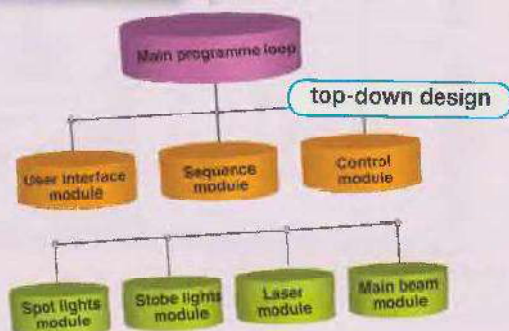 Main programme loop
top-down design
User interface
module
Sequence
module
Control
module
Spot lights
module
Stobe lights
module
Laser
module
Main beam
module